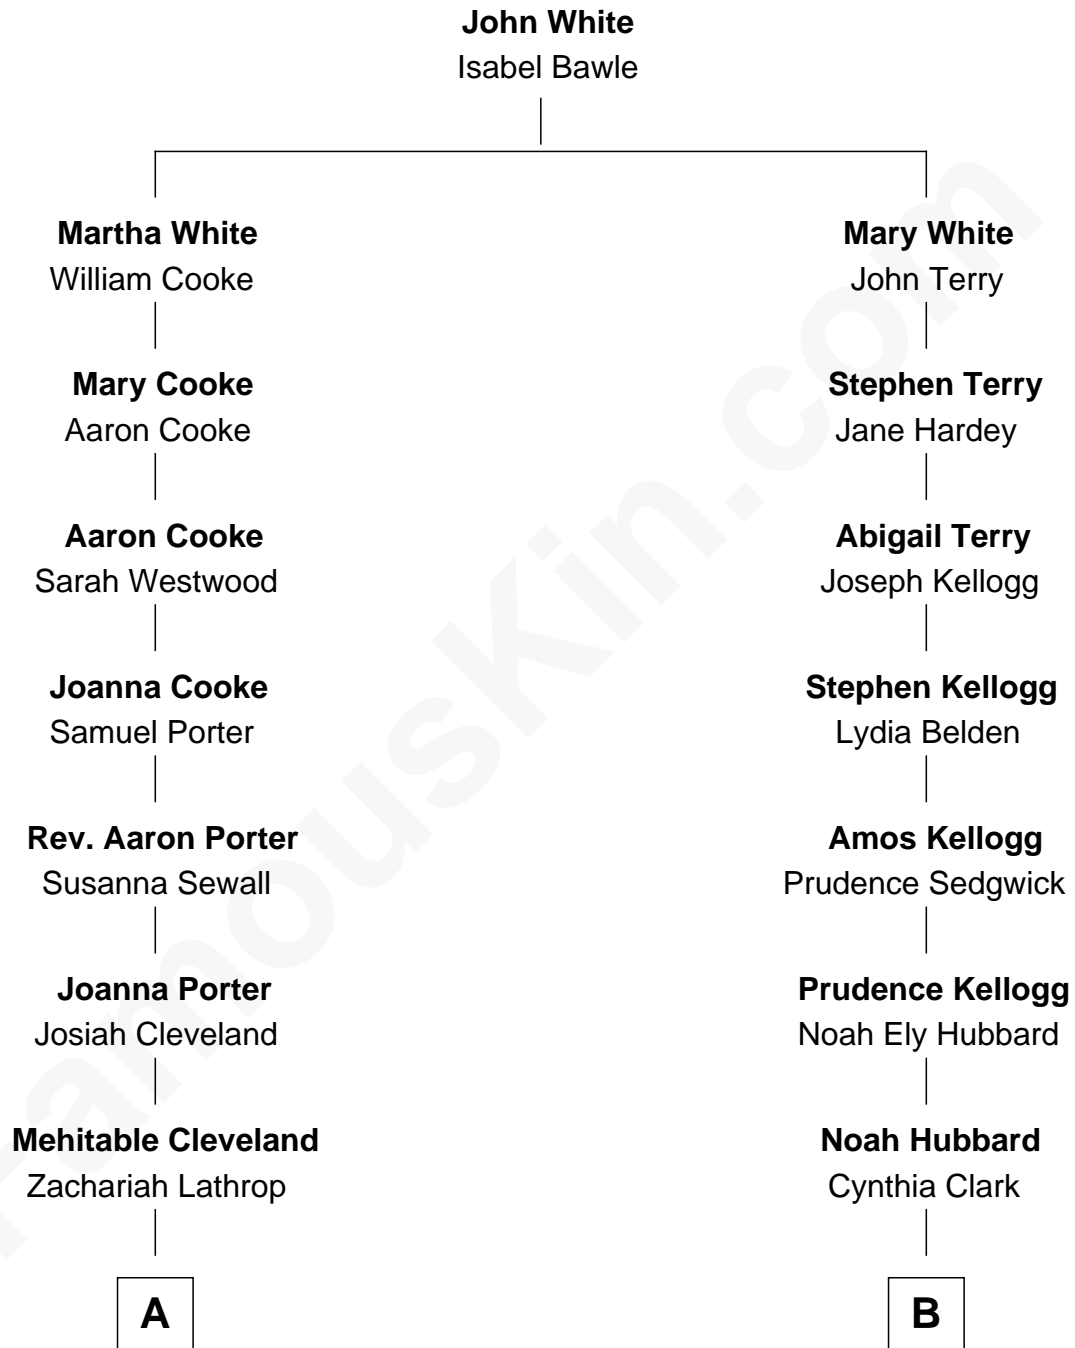 John White
Isabel Bawle
Martha White
William Cooke
Mary Cooke
Aaron Cooke
Aaron Cooke
Sarah Westwood
Joanna Cooke
Samuel Porter
Rev. Aaron Porter
Susanna Sewall
Joanna Porter
Josiah Cleveland
Mehitable Cleveland
Zachariah Lathrop
A
Mary White
John Terry
Stephen Terry
Jane Hardey
Abigail Terry
Joseph Kellogg
Stephen Kellogg
Lydia Belden
Amos Kellogg
Prudence Sedgwick
Prudence Kellogg
Noah Ely Hubbard
Noah Hubbard
Cynthia Clark
B
FamousKin.com